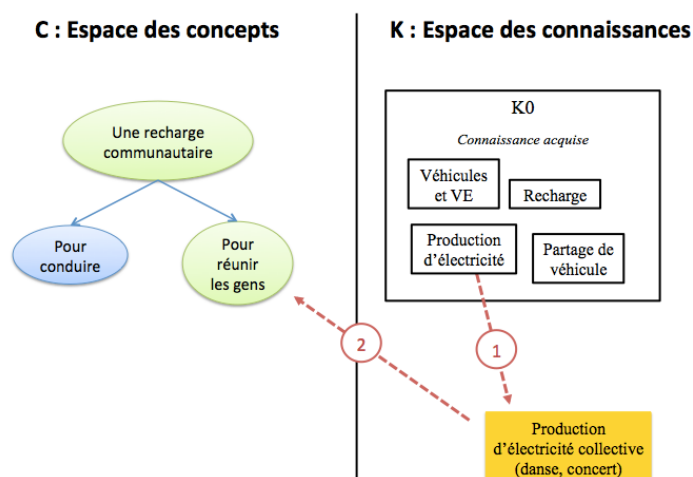 C : Espace des concepts
K : Espace des connaissances
Une recharge
communautaire
Pour
conduire
Pour
réunir
les gens
K0
Connaissance acquise
Véhicules
et VE
Recharge
Production
d'électricité
Partage de
véhicule
1
2
Production
d'électricité collective
(danse, concert)